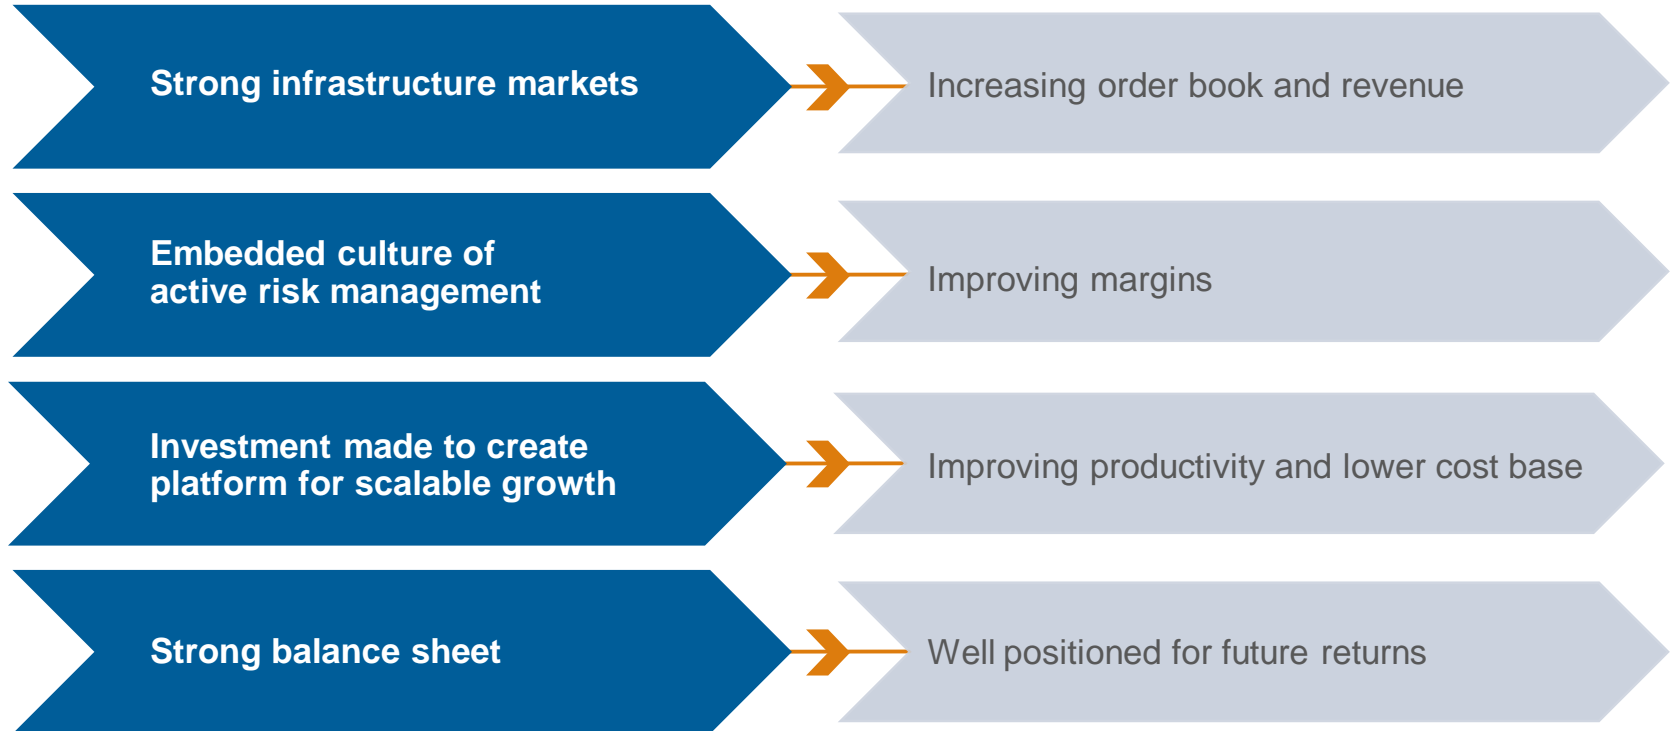 Strong infrastructure markets
Increasing order book and revenue
Embedded culture of
active risk management
Improving margins
Investment made to create
platform for scalable growth
Improving productivity and lower cost base
Strong balance sheet
Well positioned for future returns